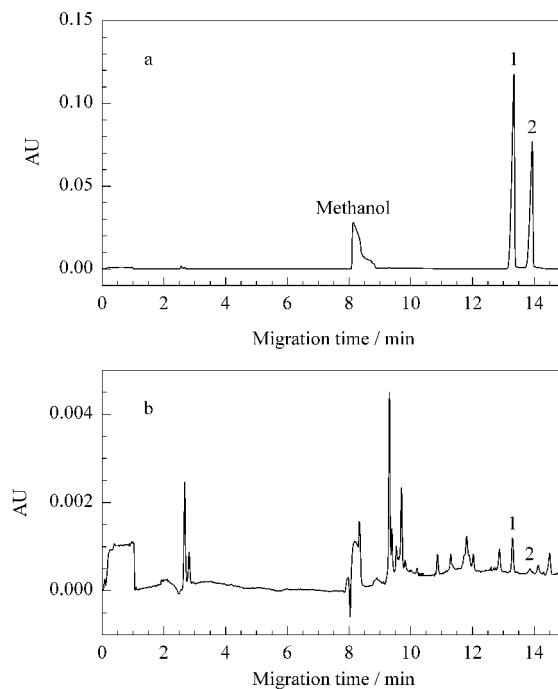 0.15
a
1
2
0.10
AU
0.05
Methanol
0.00
0 2 4 6 8 10 12 14
Migration time / min
b
0.004
AU
0.002
1
2
0.000
0 2 4 6 8 10 12 14
Migration time / min